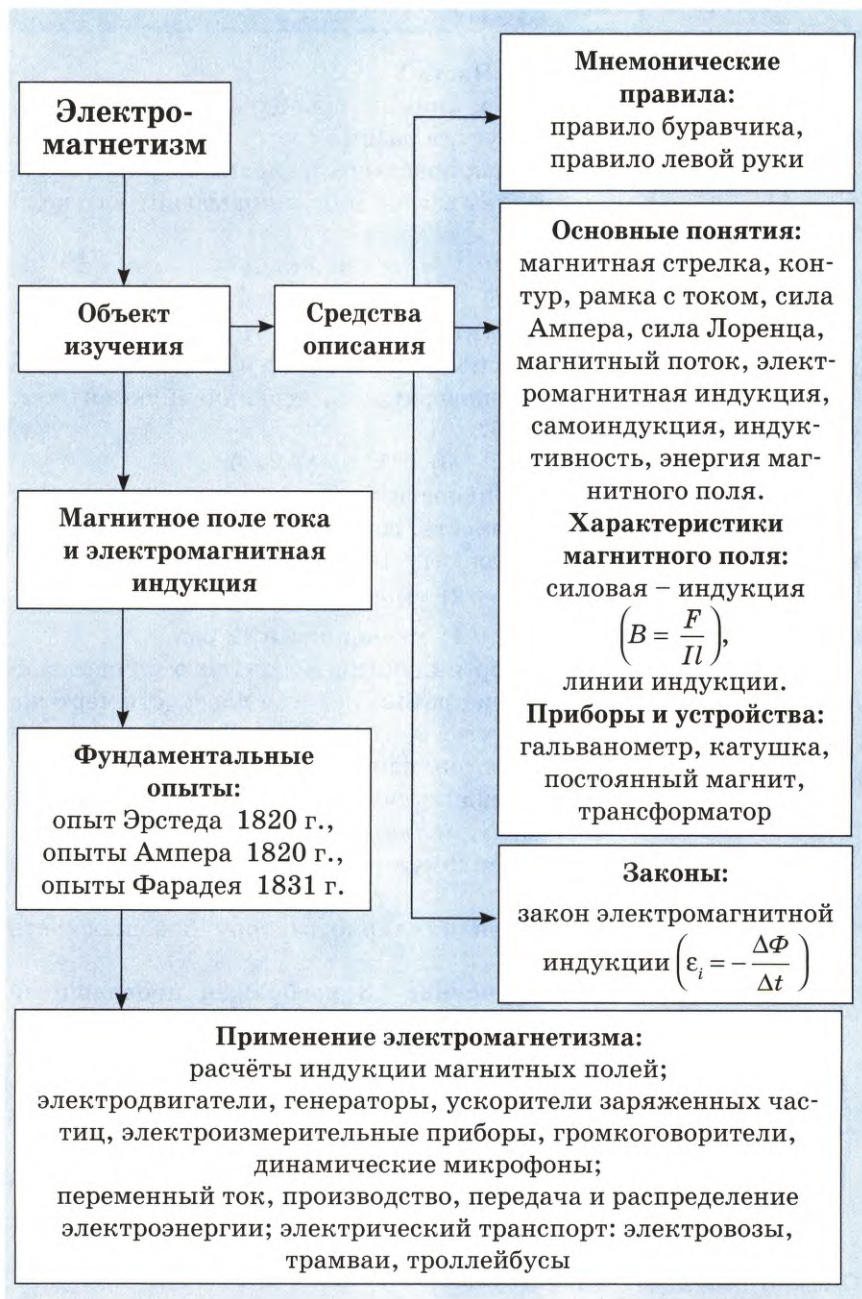 Электро-
магнетизм
Объект
изучения
Средства
описания
Мнемонические
правила:
правило буравчика,
правило левой руки
Основные понятия:
магнитная стрелка, кон-
тур, рамка с током, сила
Ампера, сила Лоренца,
магнитный поток, элект-
ромагнитная индукция,
самоиндукция, индук-
тивность, энергия маг-
нитного поля.
Характеристики
магнитного поля:
силовая – индукция
(B = F/Il),
линии индукции.
Приборы и устройства:
гальванометр, катушка,
постоянный магнит,
трансформатор
Законы:
закон электромагнитной
индукции (ε_i = – ΔΦ/Δt)
Магнитное поле тока
и электромагнитная
индукция
Фундаментальные
опыты:
опыт Эрстеда 1820 г.,
опыты Ампера 1820 г.,
опыты Фарадея 1831 г.
Применение электромагнетизма:
расчёты индукции магнитных полей;
электродвигатели, генераторы, ускорители заряженных час-
тиц, электроизмерительные приборы, громкоговорители,
динамические микрофоны;
переменный ток, производство, передача и распределение
электроэнергии; электрический транспорт: электровозы,
трамваи, троллейбусы